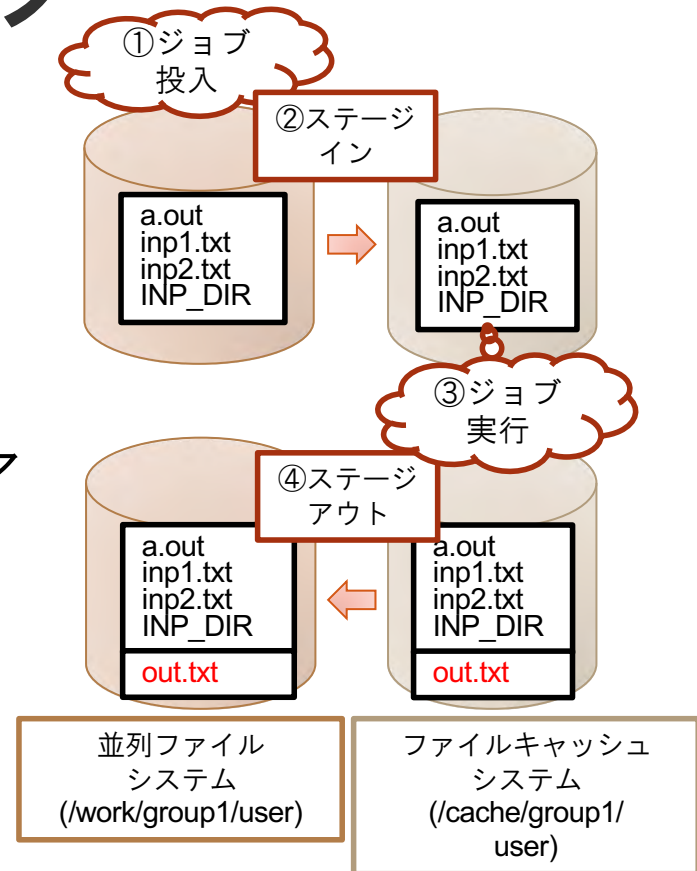 ①ジョブ
投入
②ステージ
イン
a.out
inp1.txt
inp2.txt
INP_DIR
a.out
inp1.txt
inp2.txt
INP_DIR
③ジョブ
実行
④ステージ
アウト
a.out
inp1.txt
inp2.txt
INP_DIR
out.txt
a.out
inp1.txt
inp2.txt
INP_DIR
out.txt
並列ファイル
システム
(/work/group1/user)
ファイルキャッシュ
システム
(/cache/group1/
user)